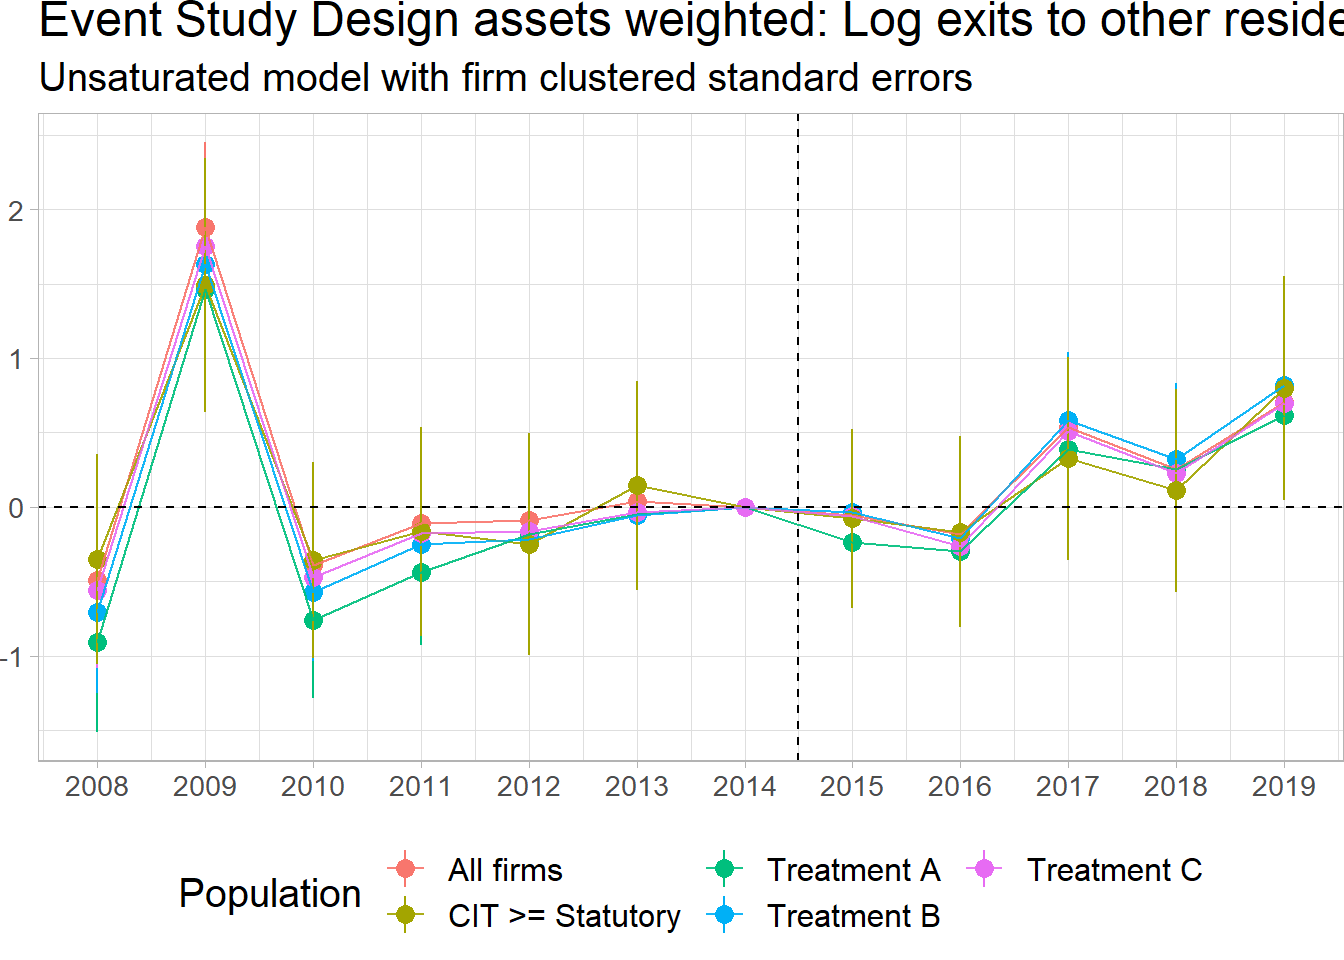 Event Study Design assets weighted: Log exits to other reside
Unsaturated model with firm clustered standard errors
2
1
0
-1
2008 2009 2010 2011 2012 2013 2014 2015 2016 2017 2018 2019
Population
All firms
Treatment A
Treatment C
CIT >= Statutory
Treatment B